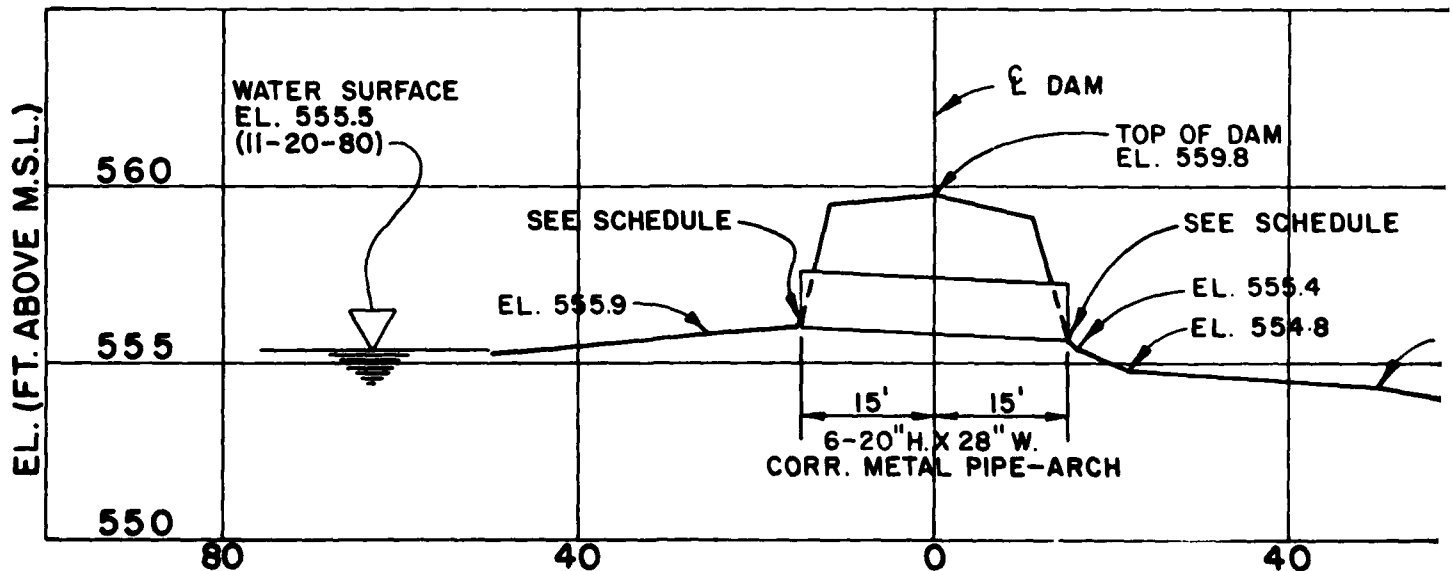 EL. (FT. ABOVE M.S.L.)
WATER SURFACE
EL. 555.5
(11-20-80)
℄ DAM
TOP OF DAM
EL. 559.8
560
SEE SCHEDULE
SEE SCHEDULE
EL. 555.9
EL. 555.4
EL. 554.8
555
15'
15'
6-20"H. X 28" W.
CORR. METAL PIPE-ARCH
550
80
40
0
40